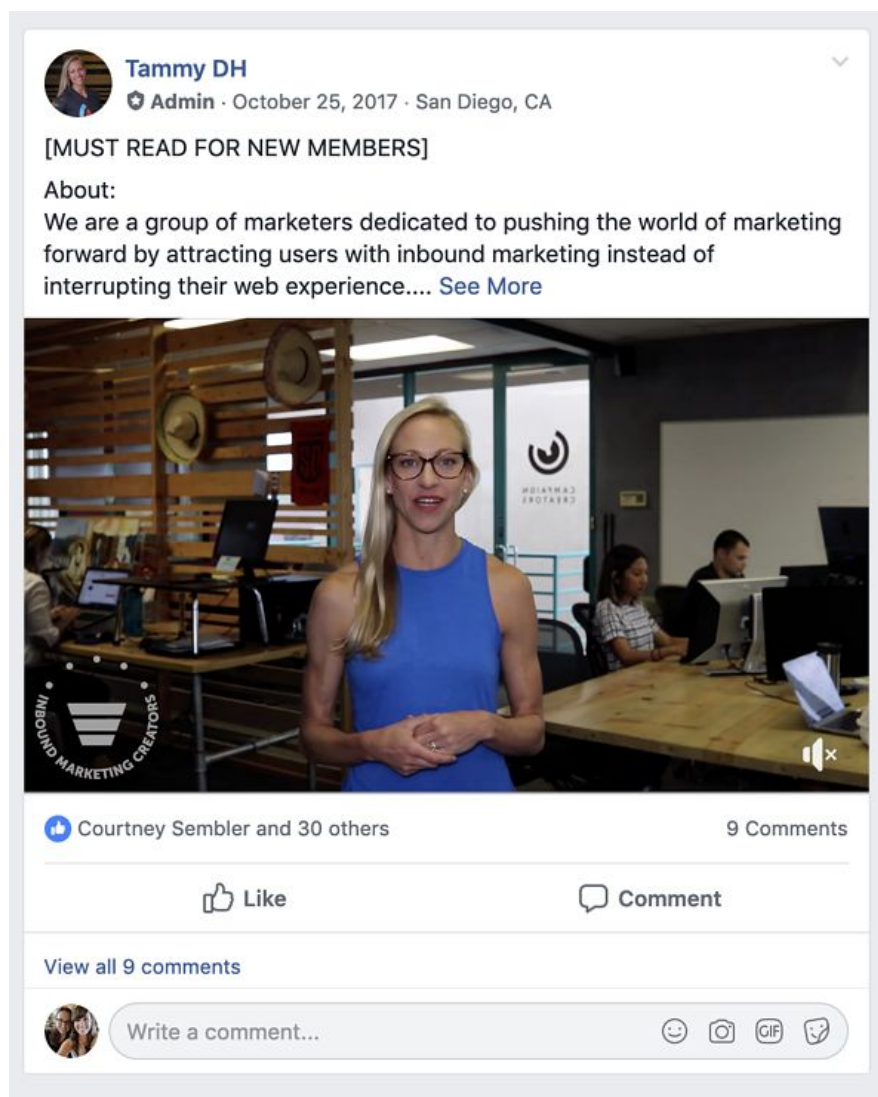 Tammy DH
Admin · October 25, 2017 · San Diego, CA
[MUST READ FOR NEW MEMBERS]
About:
We are a group of marketers dedicated to pushing the world of marketing
forward by attracting users with inbound marketing instead of
interrupting their web experience.... See More
CAMPAIGN
CREATORS
INBOUND MARKETING CREATORS
Courtney Sembler and 30 others
9 Comments
Like
Comment
View all 9 comments
Write a comment...
GIF